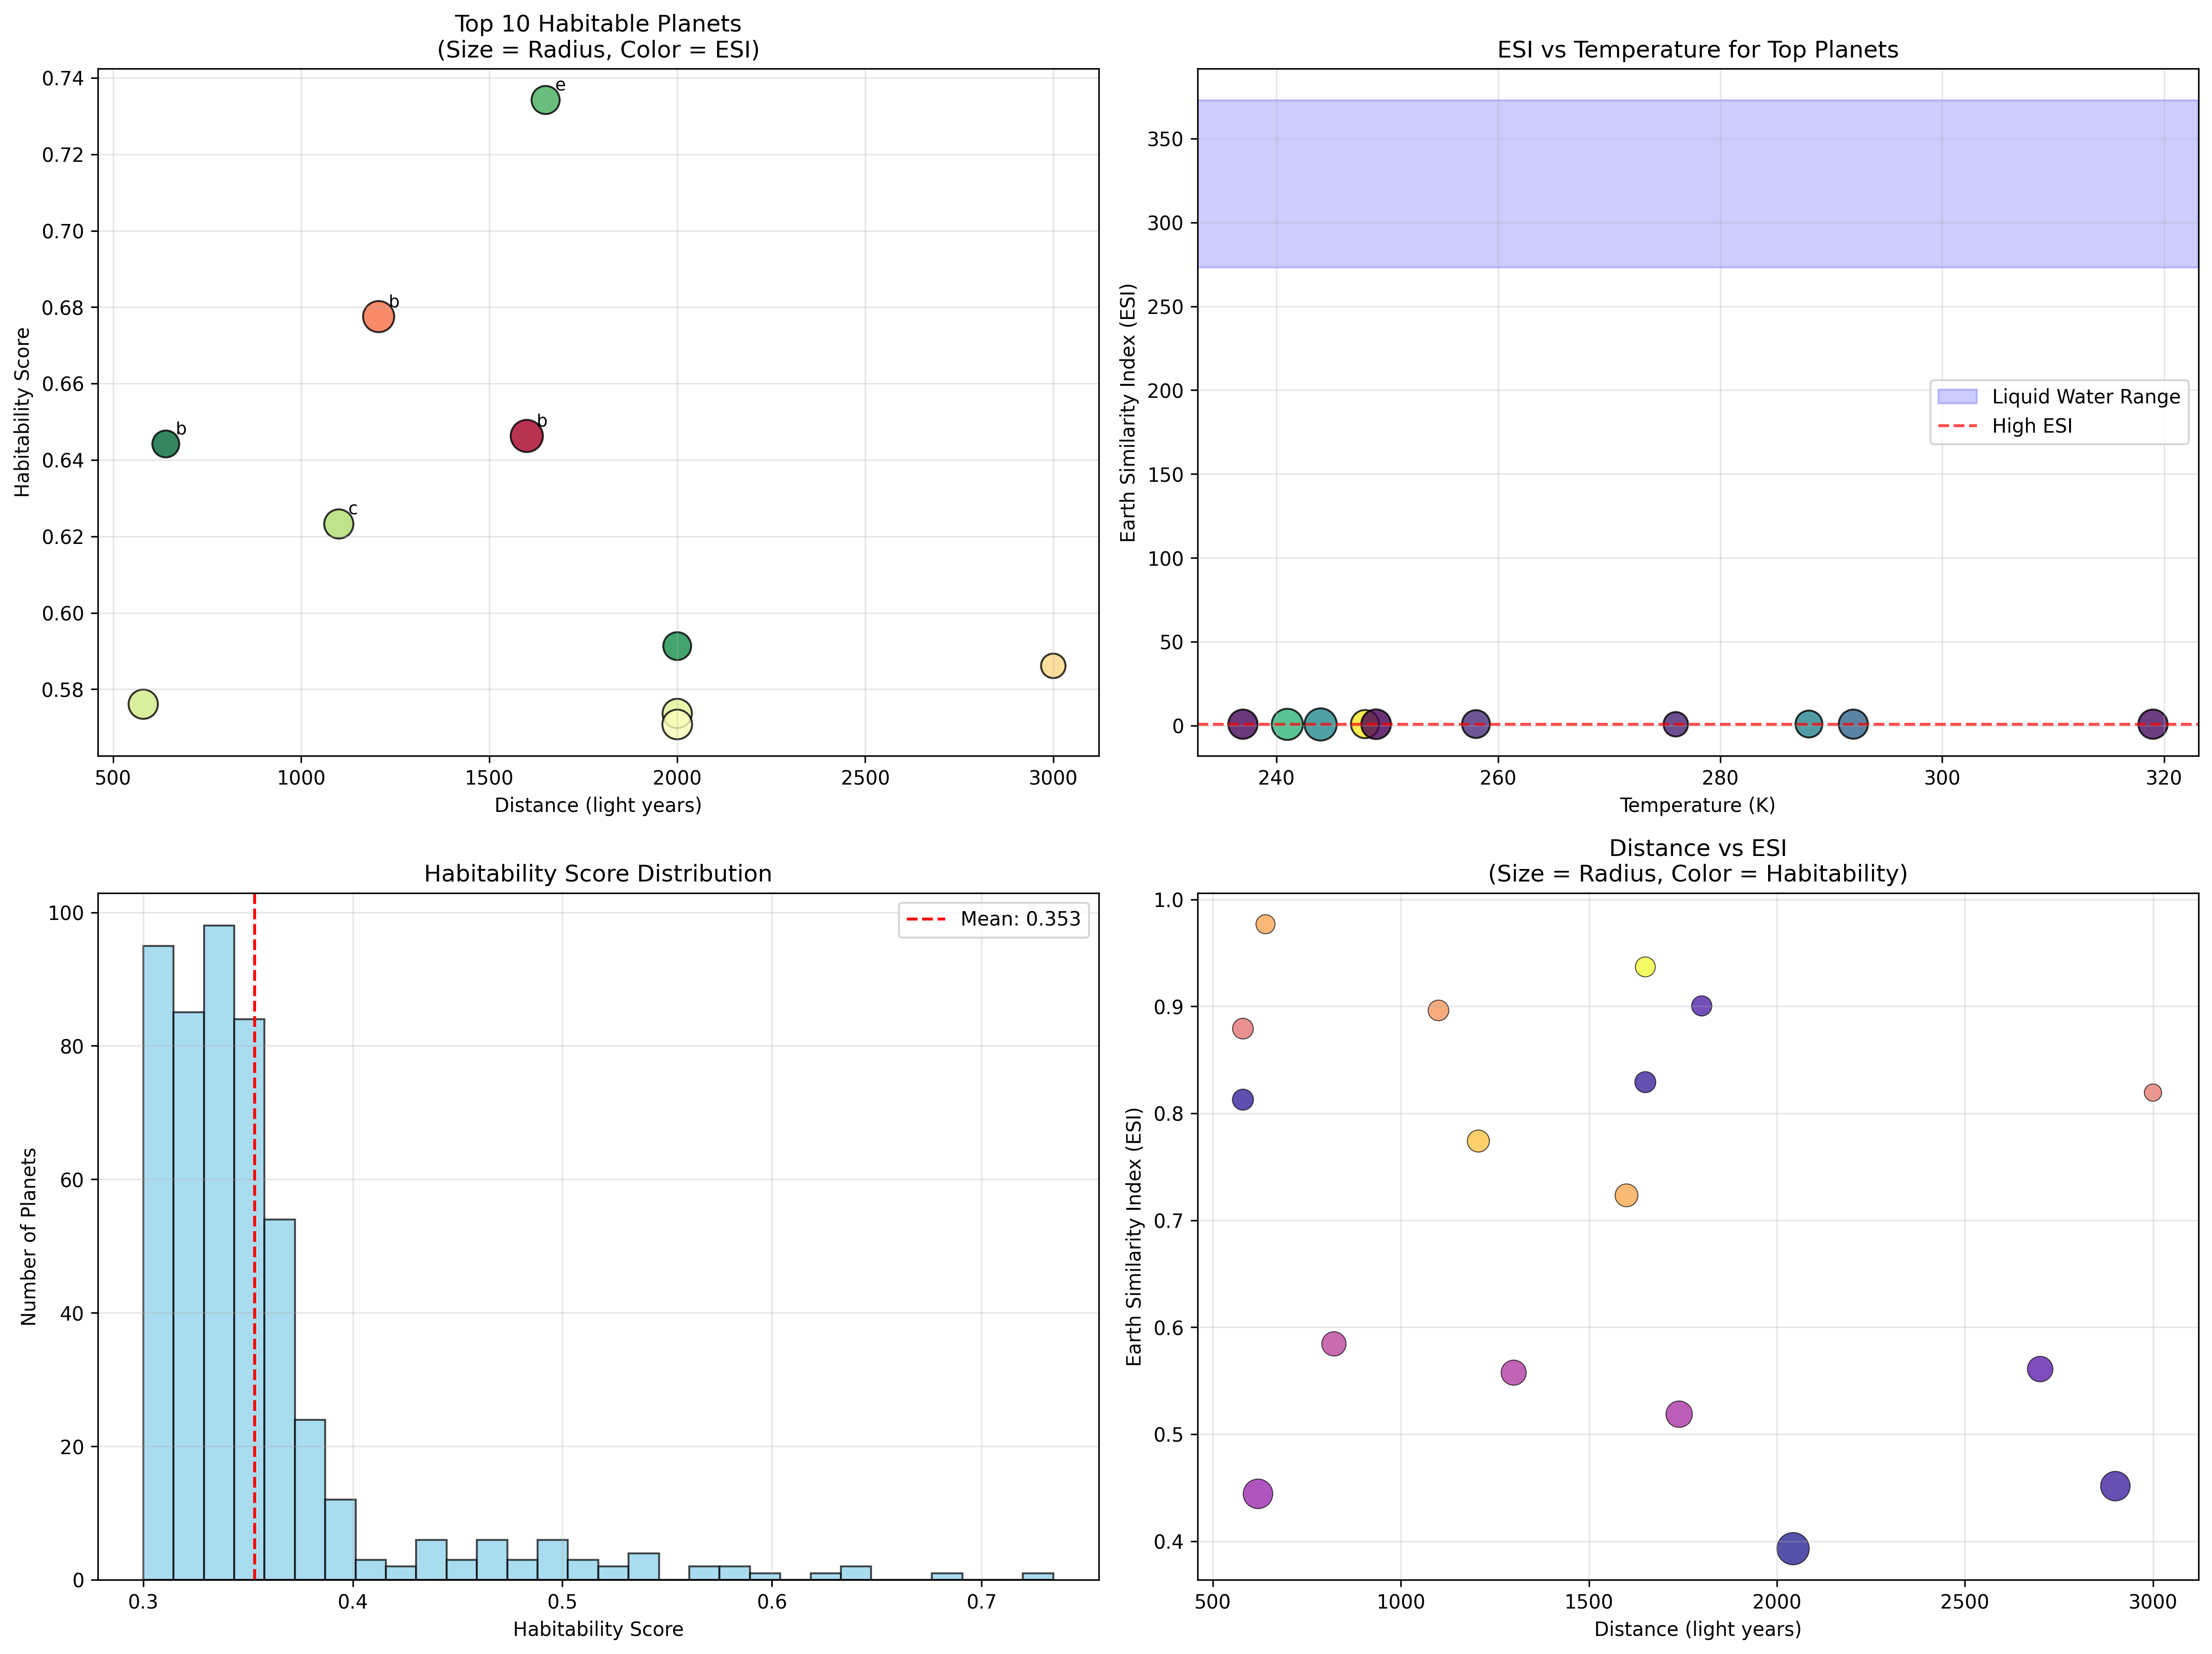 Top 10 Habitable Planets
(Size = Radius, Color = ESI)
0.74
0.72
0.70
0.68
0.66
0.64
0.62
0.60
0.58
Habitability Score
e
b
b
b
c
500
1000
1500
2000
2500
3000
Distance (light years)
ESI vs Temperature for Top Planets
350
300
250
200
150
100
50
0
Earth Similarity Index (ESI)
Liquid Water Range
High ESI
240
260
280
300
320
Temperature (K)
Habitability Score Distribution
100
80
60
40
20
0
Number of Planets
Mean: 0.353
0.3
0.4
0.5
0.6
0.7
Habitability Score
Distance vs ESI
(Size = Radius, Color = Habitability)
1.0
0.9
0.8
0.7
0.6
0.5
0.4
Earth Similarity Index (ESI)
500
1000
1500
2000
2500
3000
Distance (light years)